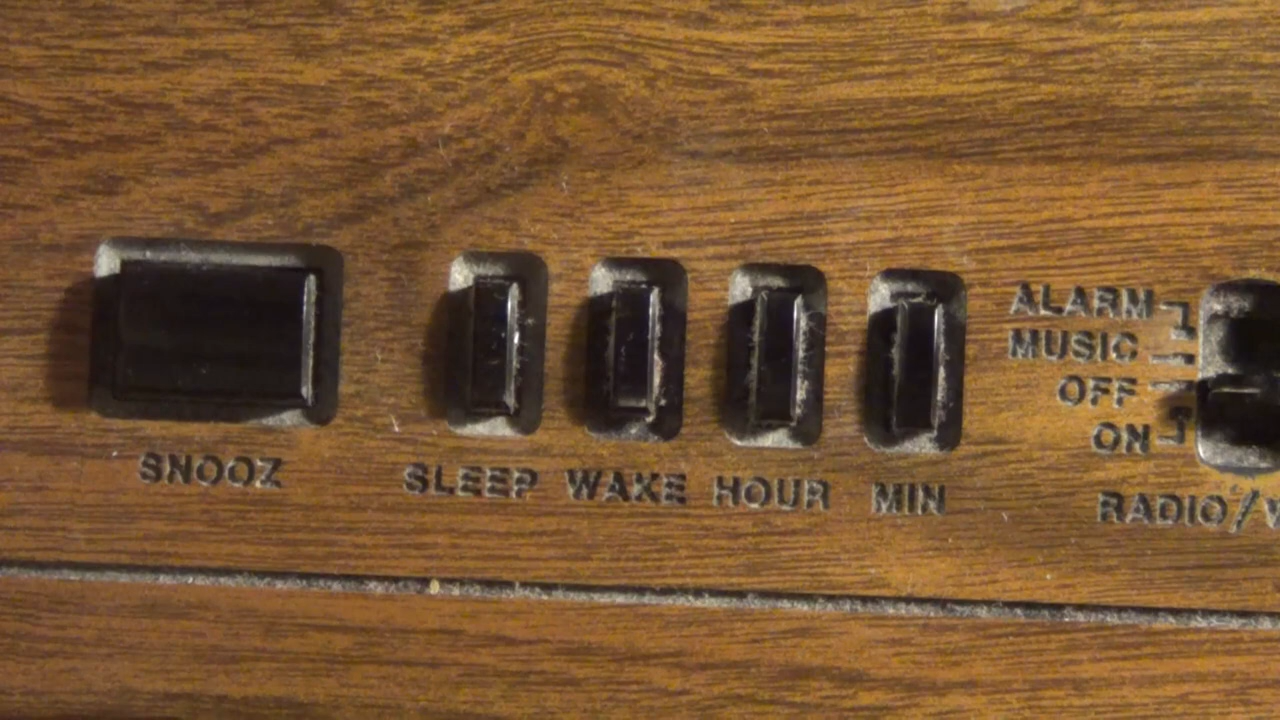 SNOOZ
SLEEP WAKE HOUR MIN
ALARM
MUSIC
OFF
ON
RADIO/